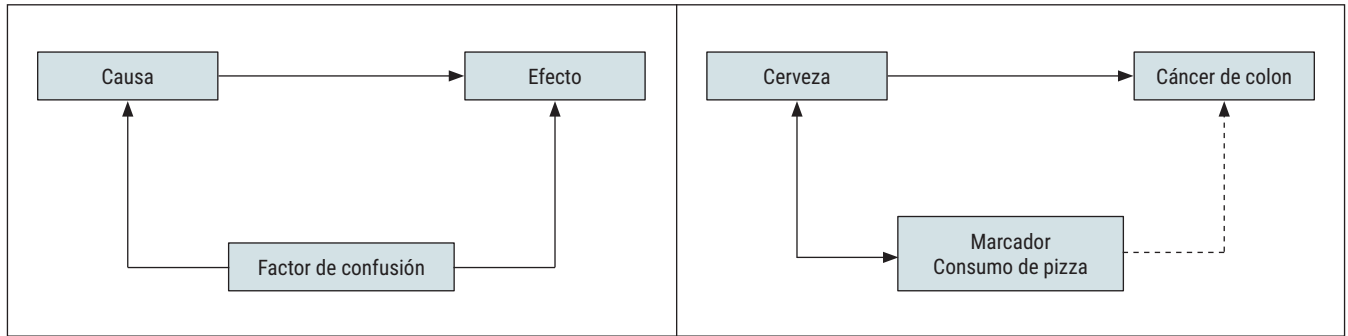 Causa
Efecto
Factor de confusión
Cerveza
Cáncer de colon
Marcador
Consumo de pizza